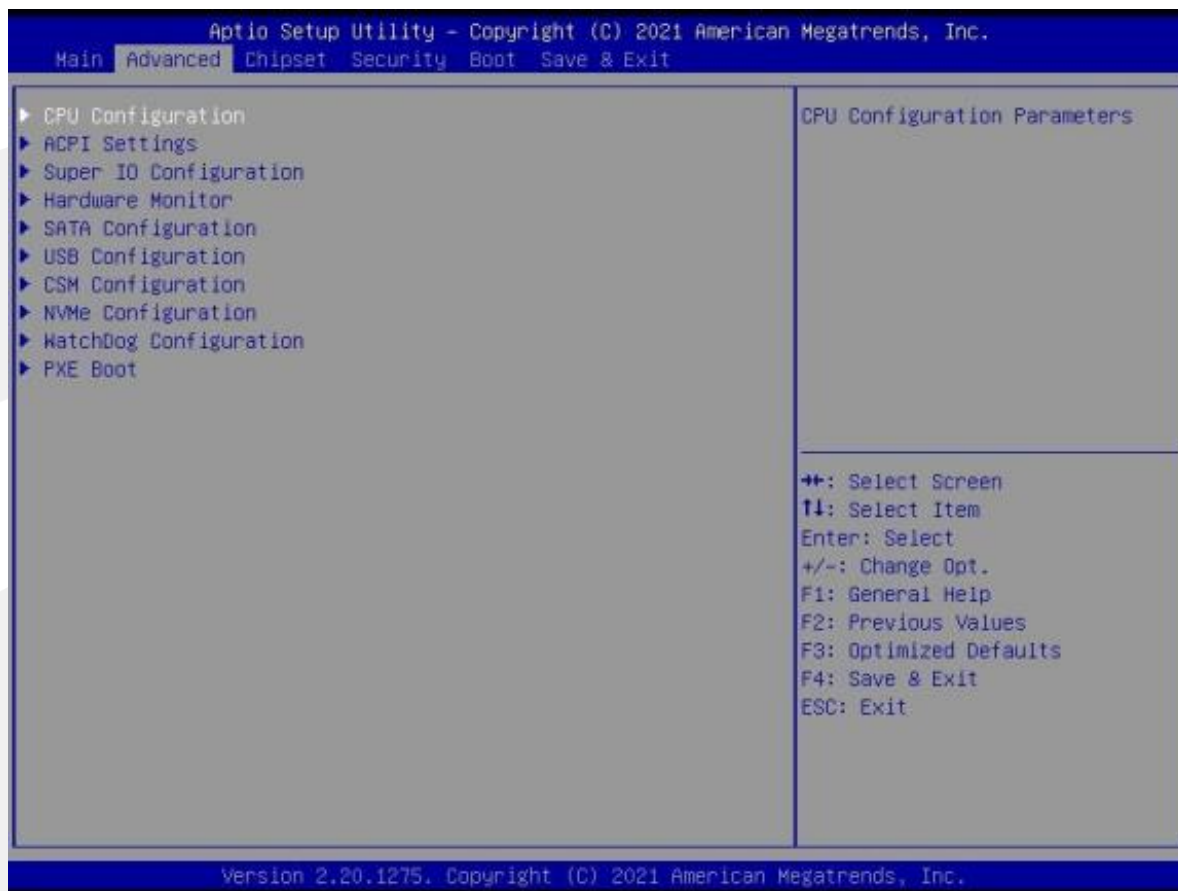 Aptio Setup Utility - Copyright (C) 2021 American Megatrends, Inc.
Main Advanced Chipset Security Boot Save & Exit
CPU Configuration
ACPI Settings
Super IO Configuration
Hardware Monitor
SATA Configuration
USB Configuration
CSM Configuration
NVMe Configuration
WatchDog Configuration
PXE Boot
CPU Configuration Parameters
→←: Select Screen
↑↓: Select Item
Enter: Select
+/-: Change Opt.
F1: General Help
F2: Previous Values
F3: Optimized Defaults
F4: Save & Exit
ESC: Exit
Version 2.20.1275. Copyright (C) 2021 American Megatrends, Inc.